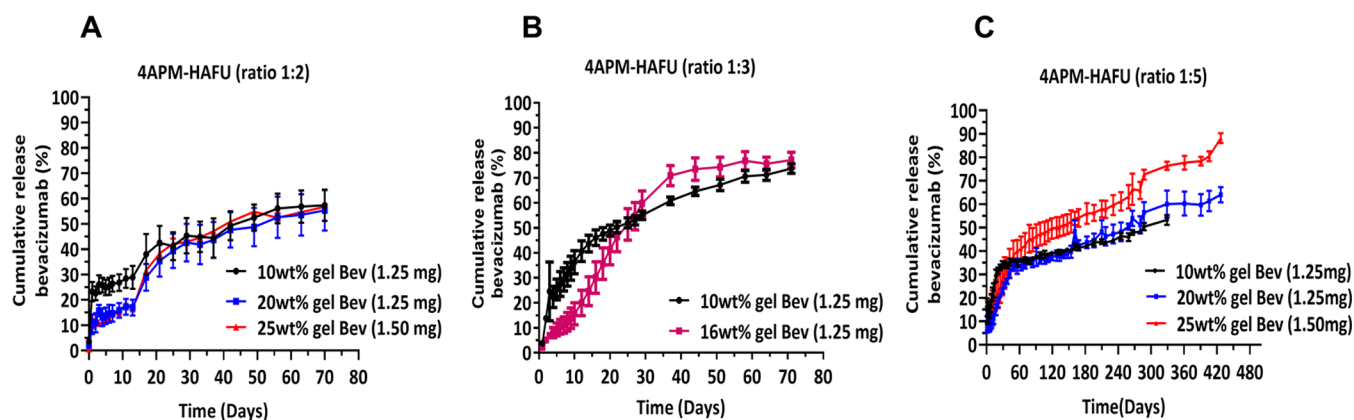 A
4APM-HAFU (ratio 1:2)
Cumulative release
bevacizumab (%)
100
90
80
70
60
50
40
30
20
10
0
10wt% gel Bev (1.25 mg)
20wt% gel Bev (1.25 mg)
25wt% gel Bev (1.50 mg)
0 10 20 30 40 50 60 70 80
Time (Days)
B
4APM-HAFU (ratio 1:3)
Cumulative release
bevacizumab (%)
100
90
80
70
60
50
40
30
20
10
0
10wt% gel Bev (1.25 mg)
16wt% gel Bev (1.25 mg)
0 10 20 30 40 50 60 70 80
Time (Days)
C
4APM-HAFU (ratio 1:5)
Cumulative release
bevacizumab (%)
100
90
80
70
60
50
40
30
20
10
0
10wt% gel Bev (1.25mg)
20wt% gel Bev (1.25mg)
25wt% gel Bev (1.50mg)
0 60 120 180 240 300 360 420 480
Time(Days)